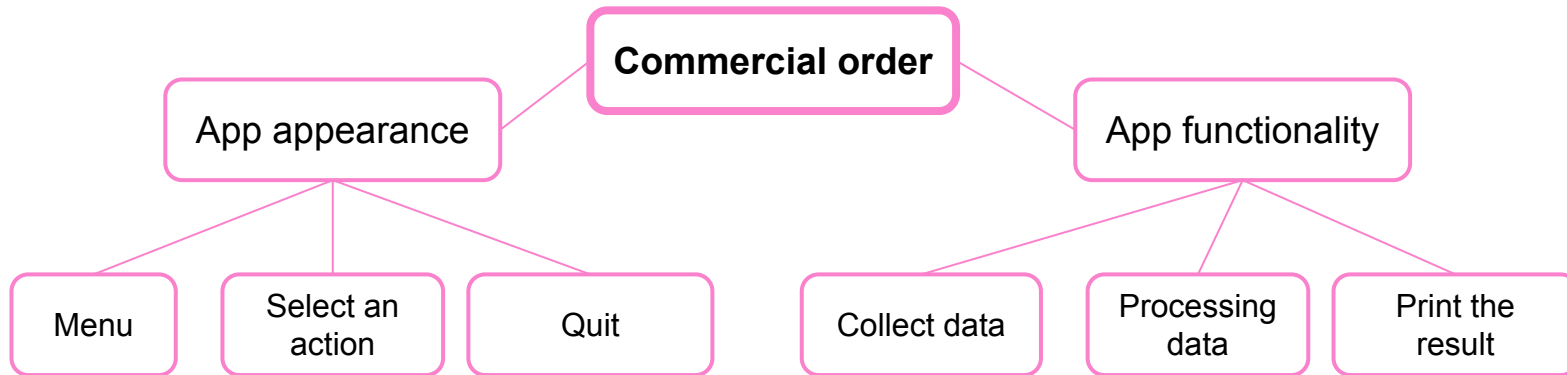 Commercial order
App appearance
App functionality
Menu
Select an
action
Quit
Collect data
Processing
data
Print the
result